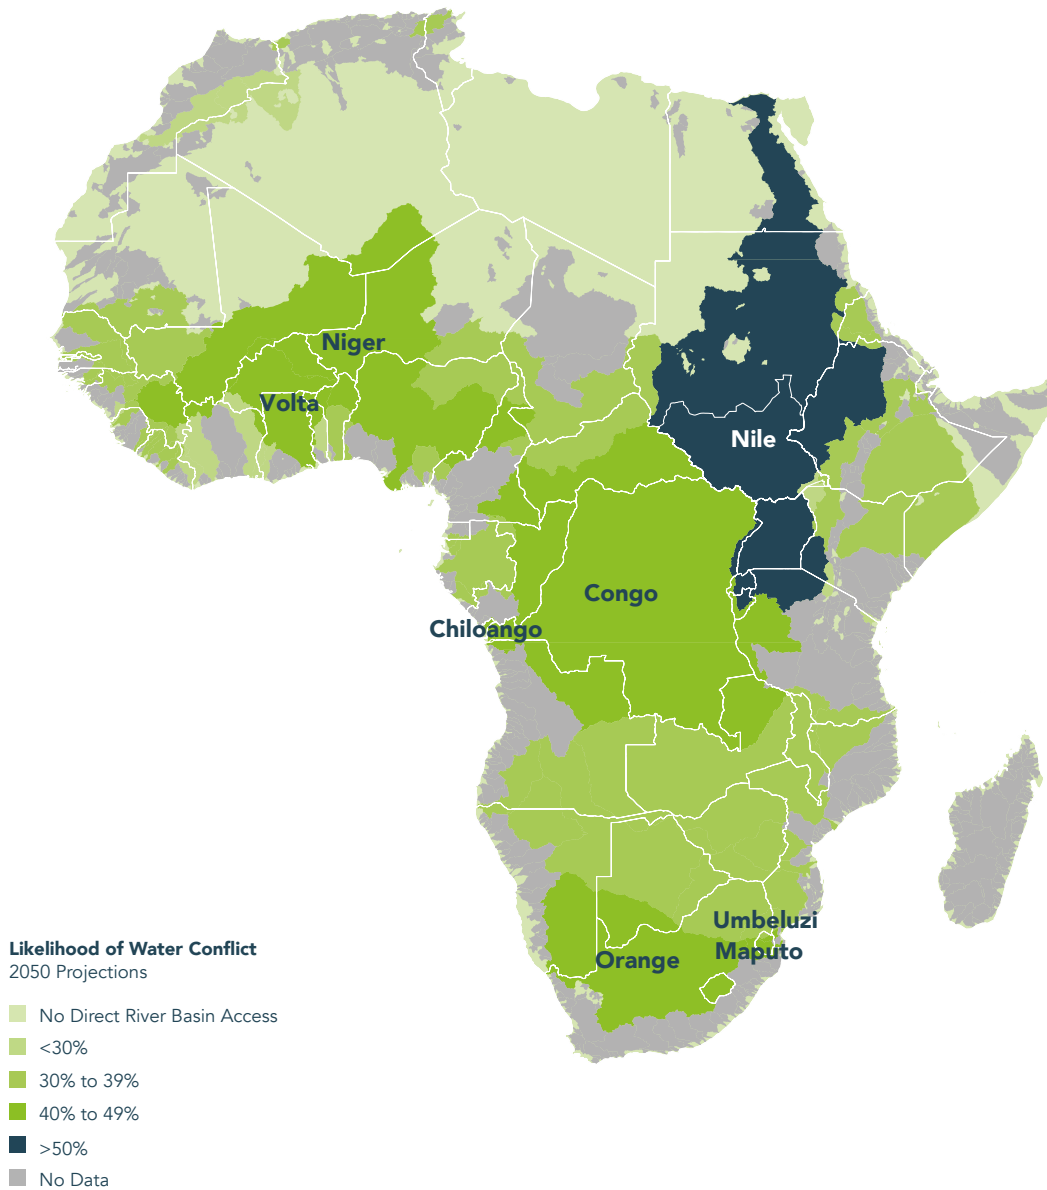 Niger
Volta
Nile
Congo
Chiloango
Umbeluzi
Maputo
Orange
Likelihood of Water Conflict
2050 Projections
No Direct River Basin Access
<30%
30% to 39%
40% to 49%
>50%
No Data